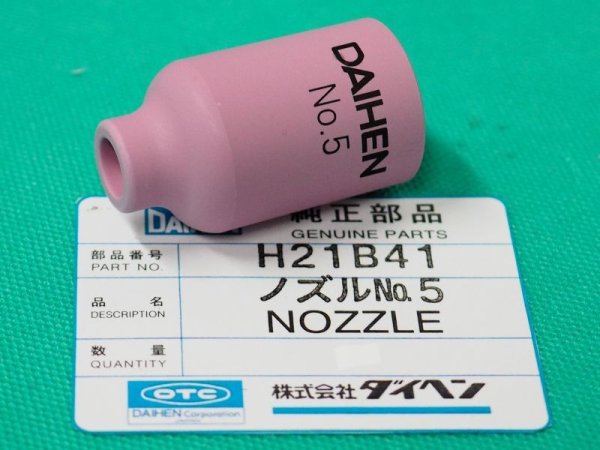 DAIHEN
No.5
DAIHEN
純正部品
GENUINE PARTS
部品番号
PART NO.
H21B41
品 名
DESCRIPTION
ノズルNo.5
NOZZLE
数 量
QUANTITY
OTC
DAIHEN Corporation
株式会社ダイヘン